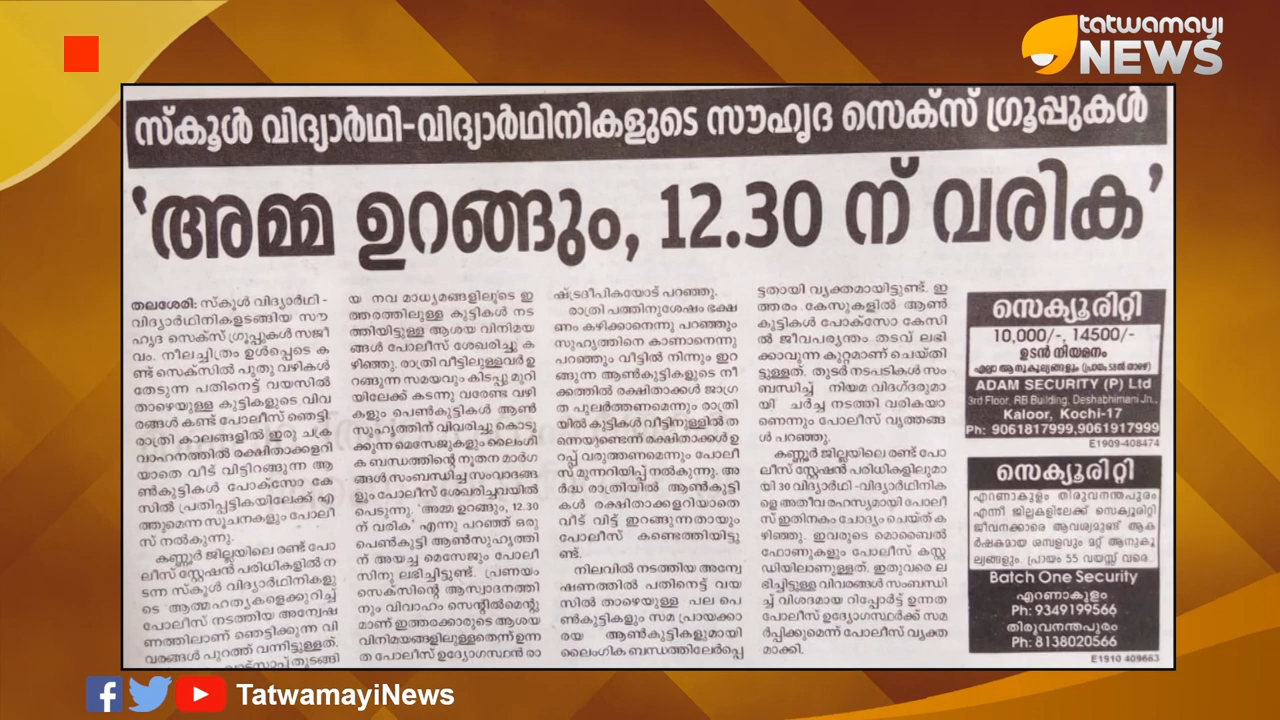 tatwamayi
NEWS
സ്കൂൾ വിദ്യാർഥി-വിദ്യാർഥിനികളുടെ സൗഹൃദ സെക്സ് ഗ്രൂപ്പുകൾ
'അമ്മ ഉറങ്ങും, 12.30 ന് വരിക'
തലശേരി: സ്കൂൾ വിദ്യാർഥി -
വിദ്യാർഥിനികളടങ്ങിയ സൗ
ഹൃദ സെക്സ് ഗ്രൂപ്പുകൾ സജീ
വം. നീലച്ചിത്രം ഉൾപ്പെടെ ക
ണ്ട് സെക്സിൽ പുതു വഴികൾ
തേടുന്ന പതിനെട്ട് വയസിൽ
താഴെയുള്ള കുട്ടികളുടെ വിവ
രങ്ങൾ കണ്ട് പോലീസ് ഞെട്ടി.
രാത്രി കാലങ്ങളിൽ ഇരു ചക്ര
വാഹനത്തിൽ രക്ഷിതാക്കളറി
യാതെ വീട് വിട്ടിറങ്ങുന്ന ആ
ൺകുട്ടികൾ പോക്സോ കേ
സിൽ പ്രതിപ്പട്ടികയിലേക്ക് എ
ത്തുമെന്ന സൂചനകളും പോലീ
സ് നൽകുന്നു.
കണ്ണൂർ ജില്ലയിലെ രണ്ട് പോ
ലീസ് സ്റ്റേഷൻ പരിധികളിൽ ന
ടന്ന സ്കൂൾ വിദ്യാർഥിനികളു
ടെ ആത്മഹത്യകളെക്കുറിച്ച്
പോലീസ് നടത്തിയ അന്വേഷ
ണത്തിലാണ് ഞെട്ടിക്കുന്ന വി
വരങ്ങൾ പുറത്ത് വന്നിട്ടുള്ളത്.
വാട്സാപ്പ് തുടങ്ങി
യ നവ മാധ്യമങ്ങളിലൂടെ ഇ
ത്തരത്തിലുള്ള കുട്ടികൾ നട
ത്തിയിട്ടുള്ള ആശയ വിനിമയ
ങ്ങൾ പോലീസ് ശേഖരിച്ചു ക
ഴിഞ്ഞു. രാത്രി വീട്ടിലുള്ളവർ ഉ
റങ്ങുന്ന സമയവും കിടപ്പു മുറി
യിലേക്ക് കടന്നു വരേണ്ട വഴി
കളും പെൺകുട്ടികൾ ആൺ
സുഹൃത്തിന് വിവരിച്ചു കൊടു
ക്കുന്ന മെസേജുകളും ലൈംഗി
ക ബന്ധത്തിന്റെ നൂതന മാർഗ
ങ്ങൾ സംബന്ധിച്ച സംവാദങ്ങ
ളും പോലീസ് ശേഖരിച്ചവയിൽ
പെടുന്നു. 'അമ്മ ഉറങ്ങും, 12.30
ന് വരിക' എന്നു പറഞ്ഞ് ഒരു
പെൺകുട്ടി ആൺസുഹൃത്തി
ന് അയച്ച മെസേജും പോലീ
സിനു ലഭിച്ചിട്ടുണ്ട്. പ്രണയം
സെക്സിന്റെ ആസ്വാദനത്തി
നും വിവാഹം സെന്റിൽമെന്റു
മാണ് ഇത്തരക്കാരുടെ ആശയ
വിനിമയങ്ങളിലുള്ളതെന്ന് ഉന്ന
ത പോലീസ് ഉദ്യോഗസ്ഥൻ രാ
ഷ്ട്രദീപികയോട് പറഞ്ഞു.
രാത്രി പത്തിനുശേഷം ഭക്ഷ
ണം കഴിക്കാനെന്നു പറഞ്ഞും
സുഹൃത്തിനെ കാണാനെന്നു
പറഞ്ഞും വീട്ടിൽ നിന്നും ഇറ
ങ്ങുന്ന ആൺകുട്ടികളുടെ നീ
ക്കത്തിൽ രക്ഷിതാക്കൾ ജാഗ്ര
ത പുലർത്തണമെന്നും രാത്രി
യിൽ കുട്ടികൾ വീട്ടിനുള്ളിൽ ത
ന്നെയുണ്ടെന്ന് രക്ഷിതാക്കൾ ഉ
റപ്പ് വരുത്തണമെന്നും പോലീ
സ് മുന്നറിയിപ്പ് നൽകുന്നു. അ
ർദ്ധ രാത്രിയിൽ ആൺകുട്ടി
കൾ രക്ഷിതാക്കളറിയാതെ
വീട് വിട്ട് ഇറങ്ങുന്നതായും
പോലീസ് കണ്ടെത്തിയിട്ടു
ണ്ട്.
നിലവിൽ നടത്തിയ അന്വേ
ഷണത്തിൽ പതിനെട്ട് വയ
സിൽ താഴെയുള്ള പല പെ
ൺകുട്ടികളും സമ പ്രായക്കാ
രായ ആൺകുട്ടികളുമായി
ലൈംഗിക ബന്ധത്തിലേർപ്പെ
ട്ടതായി വ്യക്തമായിട്ടുണ്ട്. ഇ
ത്തരം കേസുകളിൽ ആൺ
കുട്ടികൾ പോക്സോ കേസി
ൽ ജീവപര്യന്തം തടവ് ലഭി
ക്കാവുന്ന കുറ്റമാണ് ചെയ്തി
ട്ടുള്ളത്. തുടർ നടപടികൾ സം
ബന്ധിച്ച് നിയമ വിദഗ്ദരുമാ
യി ചർച്ച നടത്തി വരികയാ
ണെന്നും പോലീസ് വൃത്തങ്ങ
ൾ പറഞ്ഞു.
കണ്ണൂർ ജില്ലയിലെ രണ്ട് പോ
ലീസ് സ്റ്റേഷൻ പരിധികളിലുമാ
യി 30 വിദ്യാർഥി -വിദ്യാർഥിനിക
ളെ അതീവ രഹസ്യമായി പോലീ
സ് ഇതിനകം ചോദ്യം ചെയ്ത് ക
ഴിഞ്ഞു. ഇവരുടെ മൊബൈൽ
ഫോണുകളും പോലീസ് കസ്റ്റ
ഡിയിലാണുള്ളത്. ഇതുവരെ ല
ഭിച്ചിട്ടുള്ള വിവരങ്ങൾ സംബന്ധി
ച്ച് വിശദമായ റിപ്പോർട്ട് ഉന്നത
പോലീസ് ഉദ്യോഗസ്ഥർക്ക് സമ
ർപ്പിക്കുമെന്ന് പോലീസ് വ്യക്ത
മാക്കി.
സെക്യൂരിറ്റി
10,000/-, 14500/-
ഉടൻ നിയമനം
എല്ലാ ആനുകൂല്യങ്ങളും (പ്രായം 58ൽ താഴെ)
ADAM SECURITY (P) Ltd
3rd Floor, RB Building, Deshabhimani Jn.,
Kaloor, Kochi-17
Ph: 9061817999,9061917999
E1909-408474
സെക്യൂരിറ്റി
എറണാകുളം തിരുവനന്തപുരം
എന്നീ ജില്ലകളിലേക്ക് സെക്യൂരിറ്റി
ജീവനക്കാരെ ആവശ്യമുണ്ട് ആക
ർഷകമായ ശമ്പളവും മറ്റ് ആനുകൂ
ല്യങ്ങളും. പ്രായം 55 വയസ്സ് വരെ.
Batch One Security
എറണാകുളം
Ph: 9349199566
തിരുവനന്തപുരം
Ph: 8138020566
E1910 409663
TatwamayiNews